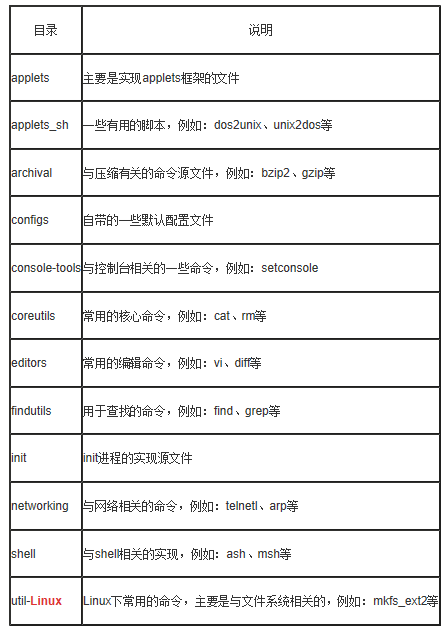 目录 说明
applets 主要是实现applets框架的文件
applets_sh 一些有用的脚本，例如：dos2unix、unix2dos等
archival 与压缩有关的命令源文件，例如：bzip2、gzip等
configs 自带的一些默认配置文件
console-tools 与控制台相关的一些命令，例如：setconsole
coreutils 常用的核心命令，例如：cat、rm等
editors 常用的编辑命令，例如：vi、diff等
findutils 用于查找的命令，例如：find、grep等
init init进程的实现源文件
networking 与网络相关的命令，例如：telnetl、arp等
shell 与shell相关的实现，例如：ash、msh等
util-Linux Linux下常用的命令，主要是与文件系统相关的，例如：mkfs_ext2等